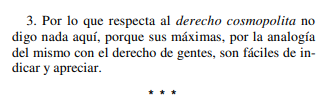 3. Por lo que respecta al derecho cosmopolita no
digo nada aquí, porque sus máximas, por la analogía
del mismo con el derecho de gentes, son fáciles de in-
dicar y apreciar.
* * *